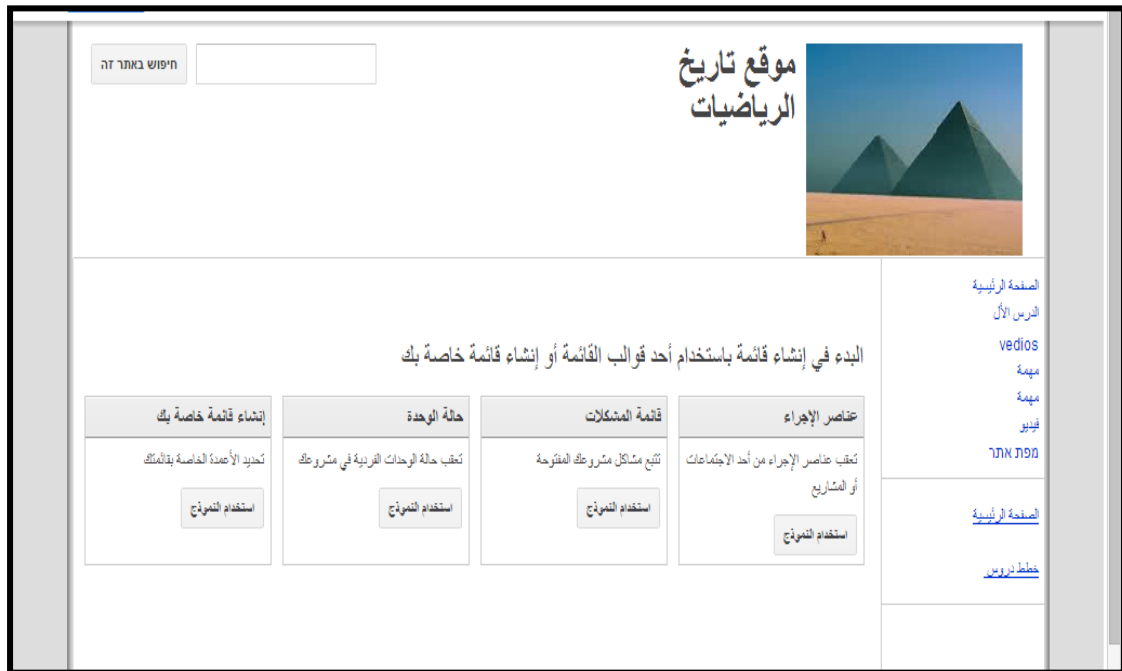 موقع تاريخ
الرياضيات
חיפוש באתר זה
الصفحة الرئيسية
الدرس الأل
vedios
مهمة
مهمة
فيديو
מפת אתר
الصفحة الرئيسية
خطط دروس
البدء في إنشاء قائمة باستخدام أحد قوالب القائمة أو إنشاء قائمة خاصة بك
عناصر الإجراء
تعقب عناصر الإجراء من أحد الاجتماعات
أو المشاريع
استخدام النموذج
قائمة المشكلات
تتبع مشاكل مشروعك المفتوحة
استخدام النموذج
حالة الوحدة
تعقب حالة الوحدات الفردية في مشروعك
استخدام النموذج
إنشاء قائمة خاصة بك
تحديد الأعمدة الخاصة بقائمتك
استخدام النموذج